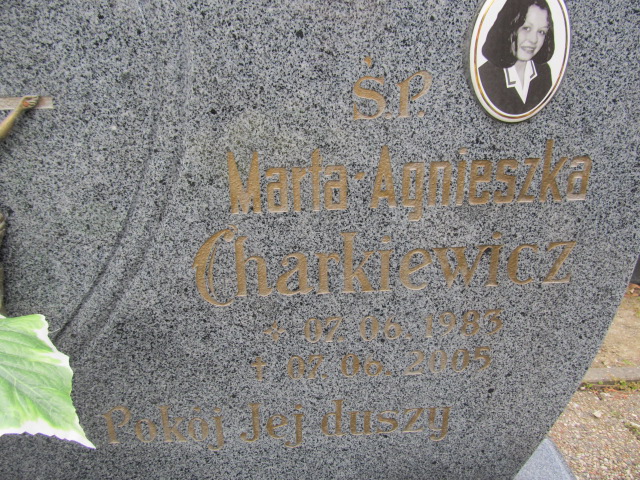 Ś.P.
Marta-Agnieszka
Charkiewicz
+ 07. 06. 1985
† 07. 06. 2005
Pokój Jej duszy